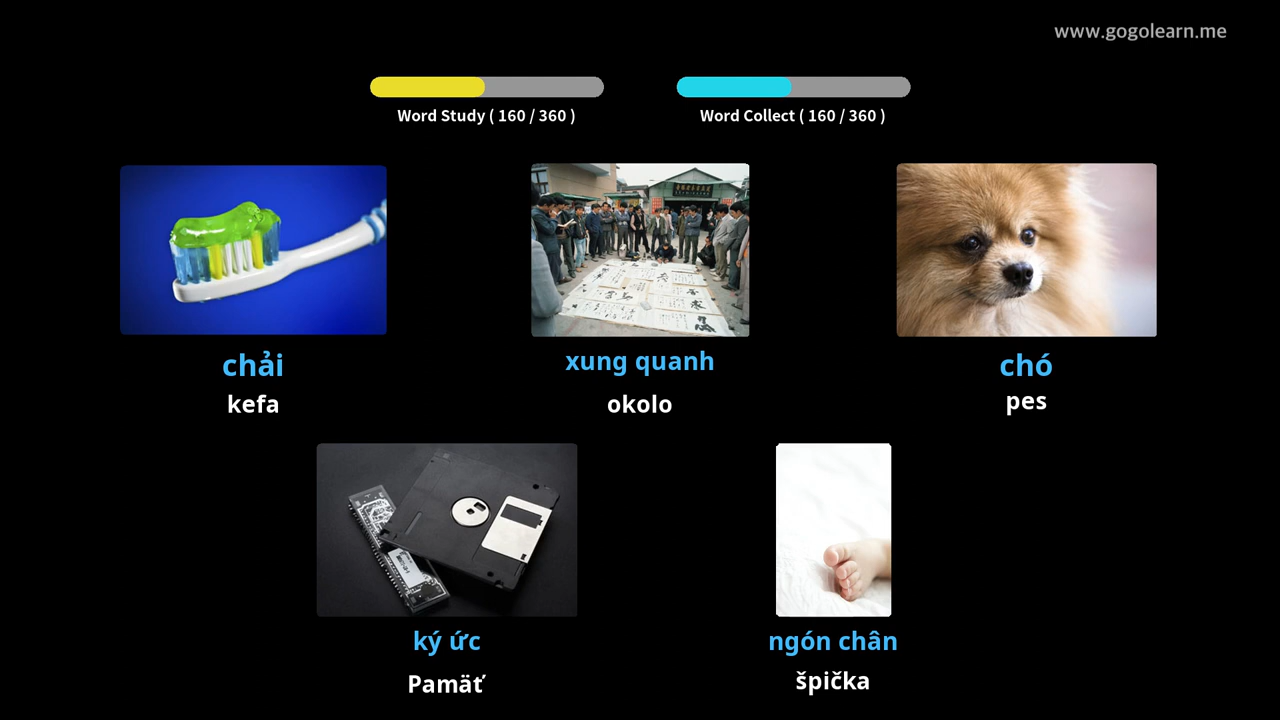 www.gogolearn.me
Word Study ( 160 / 360 )
Word Collect ( 160 / 360 )
chải
kefa
xung quanh
okolo
chó
pes
ký ức
Pamäť
ngón chân
špička